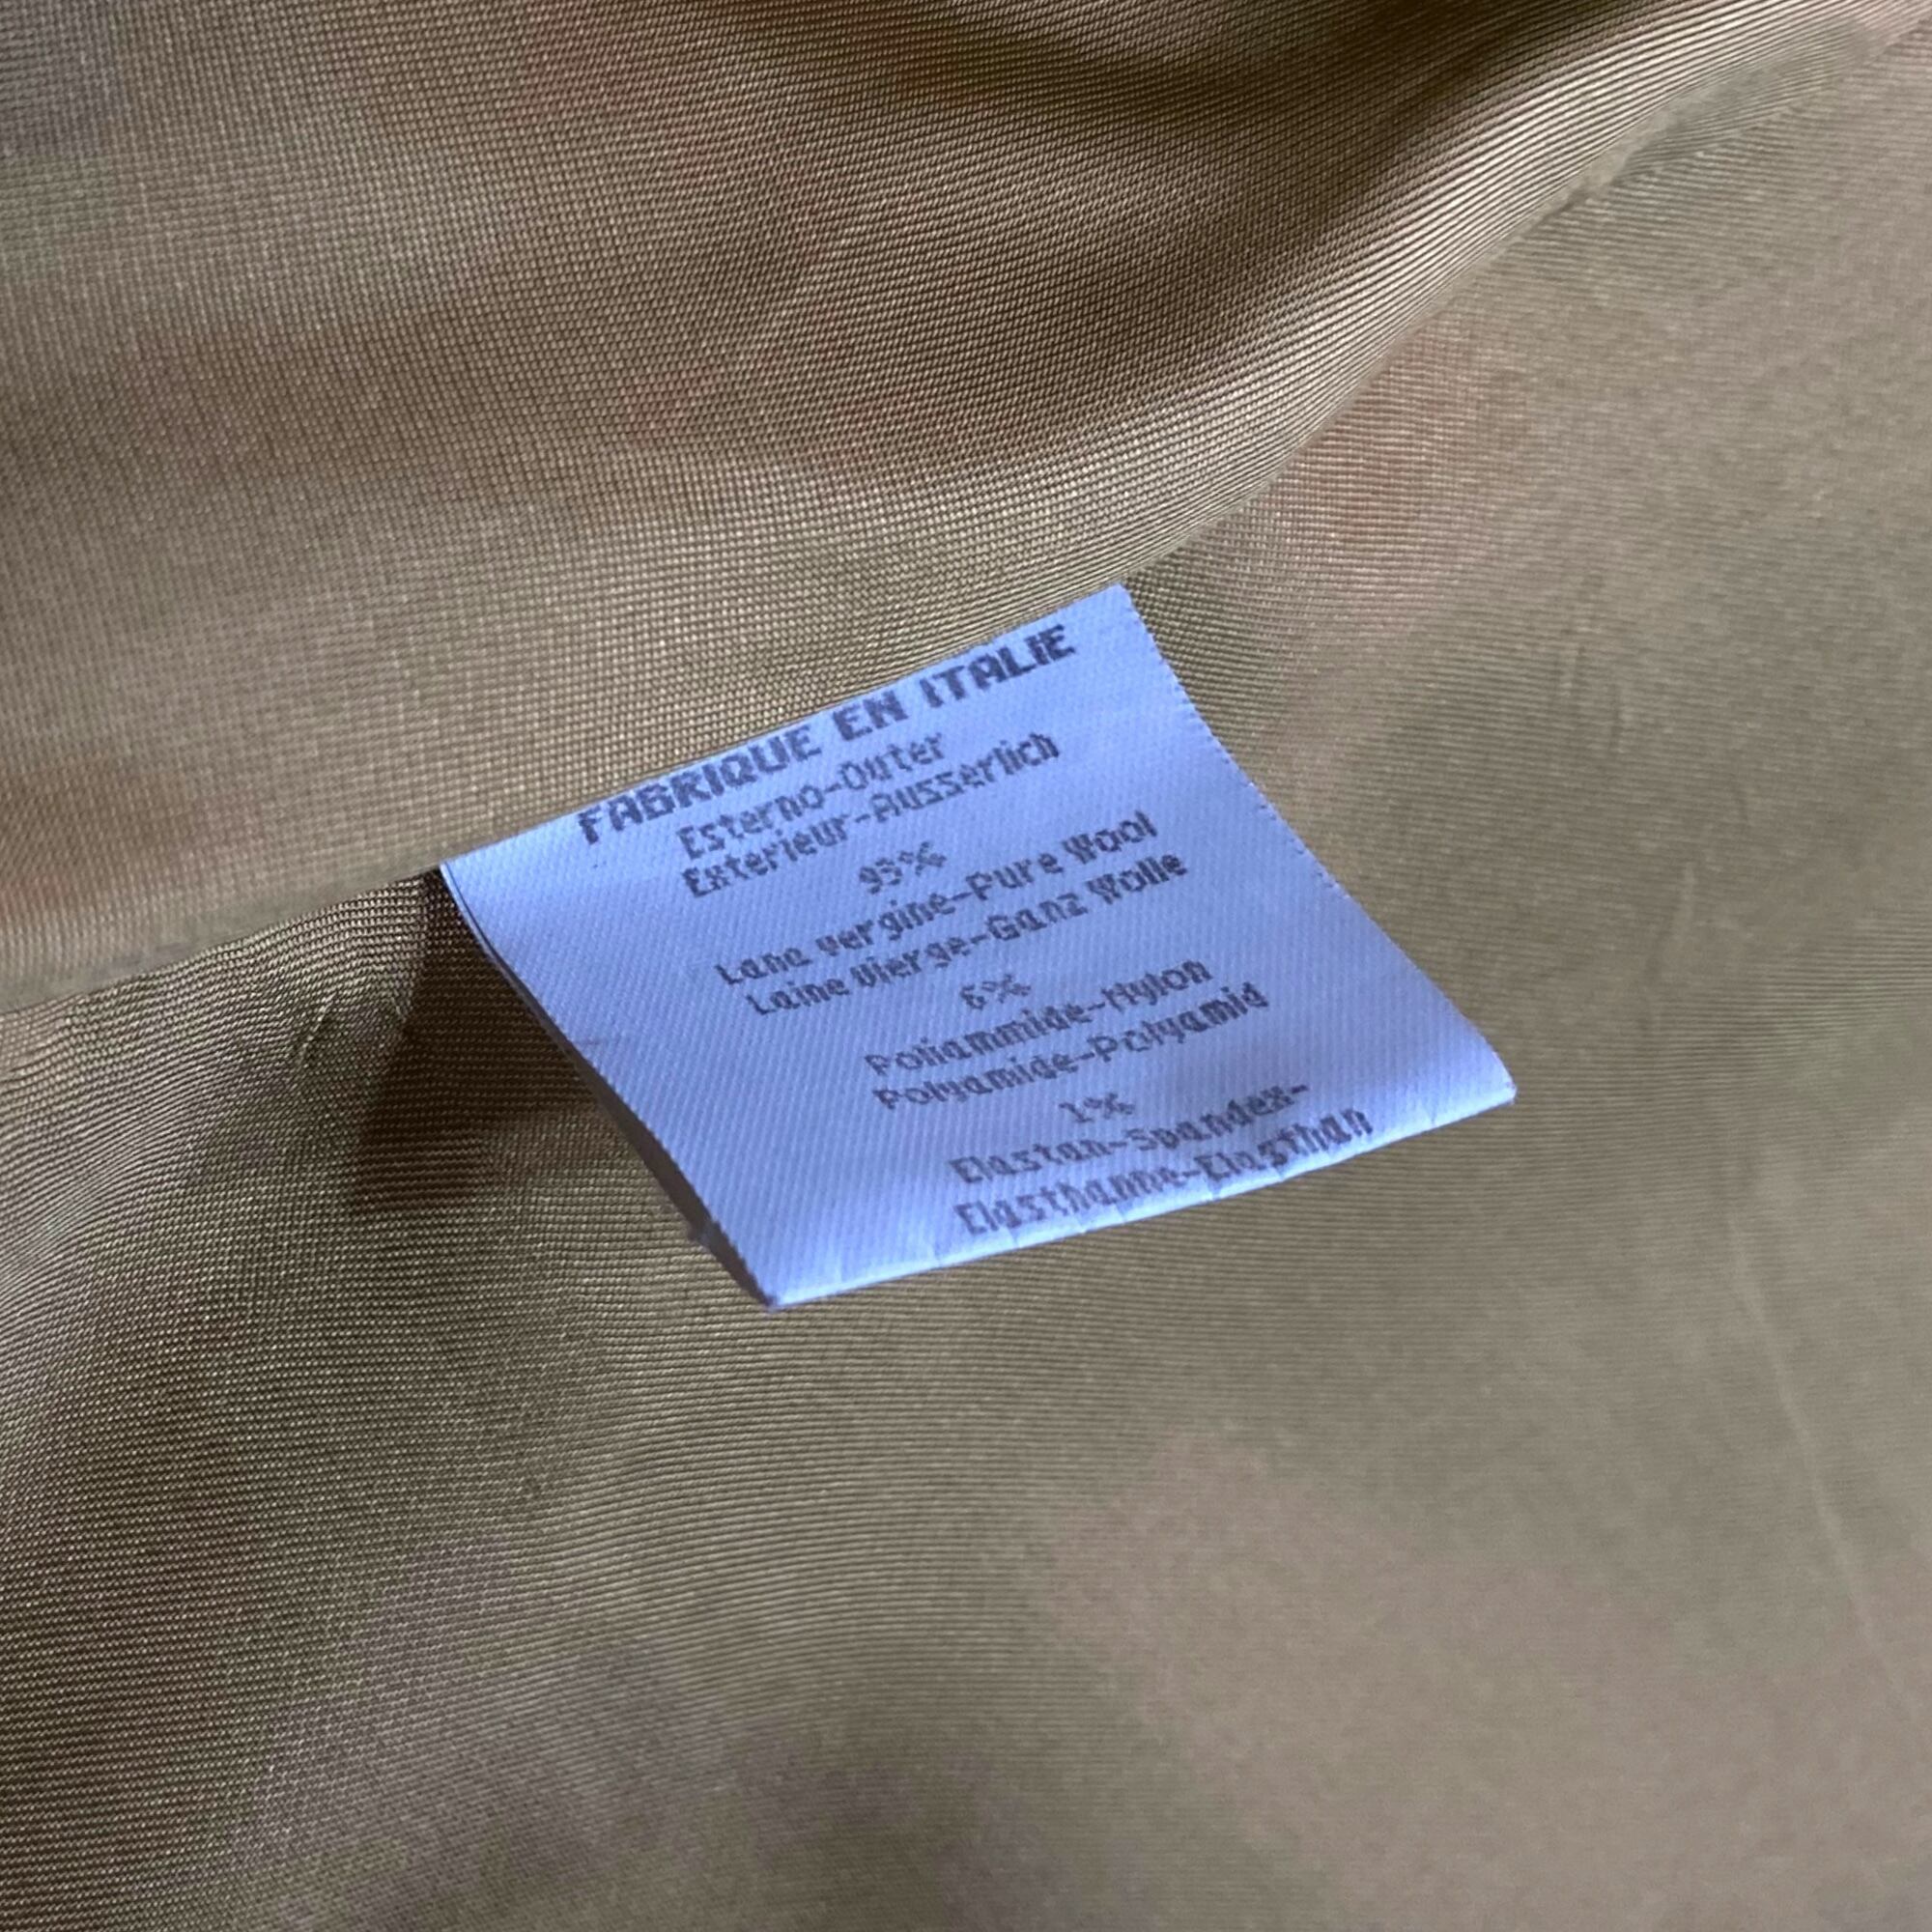 FABRIQUE EN ITALIE
Esterno-Outer
Exterieur-Ausserlich
93%
Lana vergine-Pure Wool
Laine Vierge-Ganz Wolle
6%
Poliammide-Nylon
Polyamide-Polyamid
1%
Elastan-Spandex-
Elasthanne-Elasthan